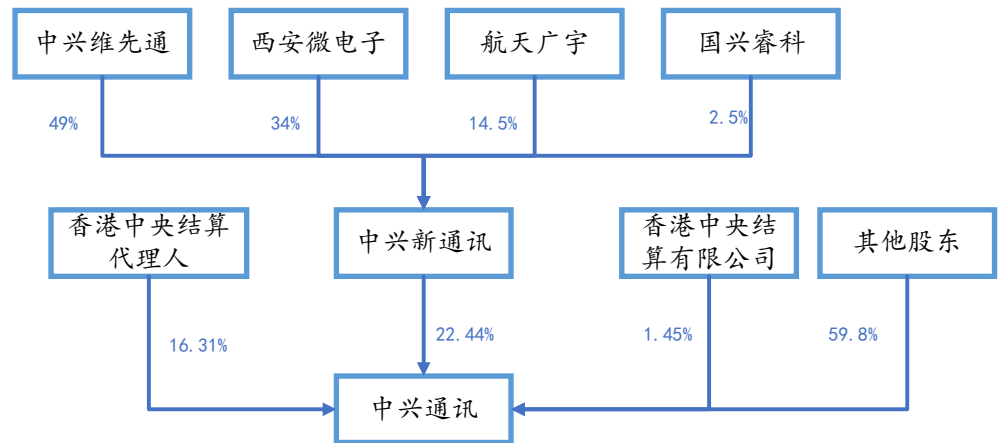 中兴维先通
西安微电子
航天广宇
国兴睿科
49%
34%
14.5%
2.5%
香港中央结算
代理人
中兴新通讯
香港中央结
算有限公司
其他股东
16.31%
22.44%
1.45%
59.8%
中兴通讯